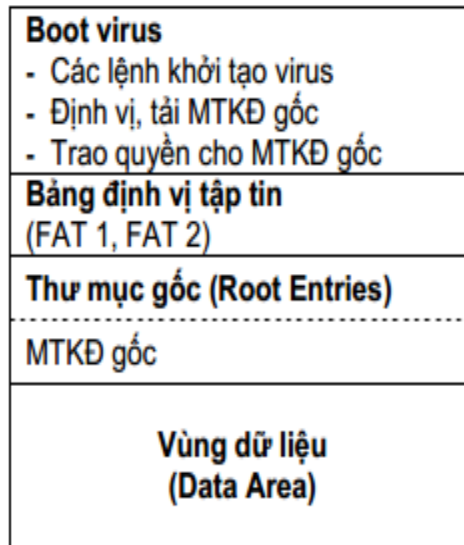 Boot virus
- Các lệnh khởi tạo virus
- Định vị, tải MTKĐ gốc
- Trao quyền cho MTKĐ gốc
Bảng định vị tập tin
(FAT 1, FAT 2)
Thư mục gốc (Root Entries)
MTKĐ gốc
Vùng dữ liệu
(Data Area)